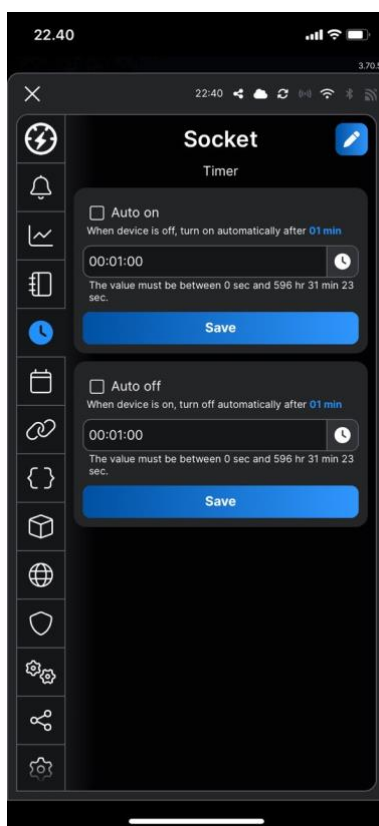 22.40
3.70.5
22:40
Socket
Timer
Auto on
When device is off, turn on automatically after 01 min
00:01:00
The value must be between 0 sec and 596 hr 31 min 23
sec.
Save
Auto off
When device is on, turn off automatically after 01 min
00:01:00
The value must be between 0 sec and 596 hr 31 min 23
sec.
Save